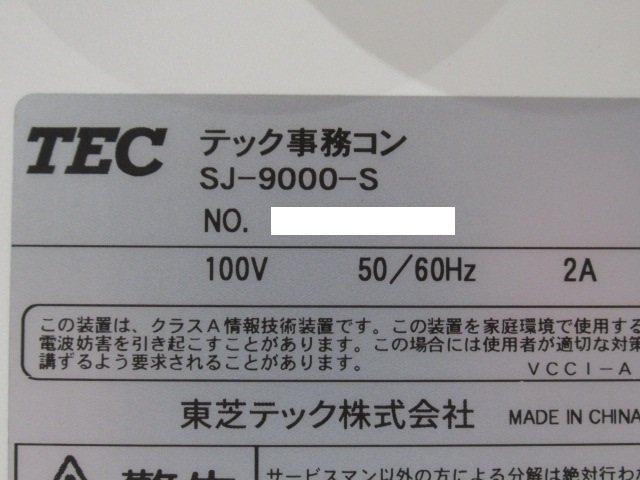 TEC テック事務コン
SJ-9000-S
NO.
100V 50/60Hz 2A
この装置は、クラスA情報技術装置です。この装置を家庭環境で使用する
電波妨害を引き起こすことがあります。この場合には使用者が適切な対策
講ずるよう要求されることがあります。 VCCI-A
東芝テック株式会社 MADE IN CHINA
サービスマン以外の方による分解は絶対行わな